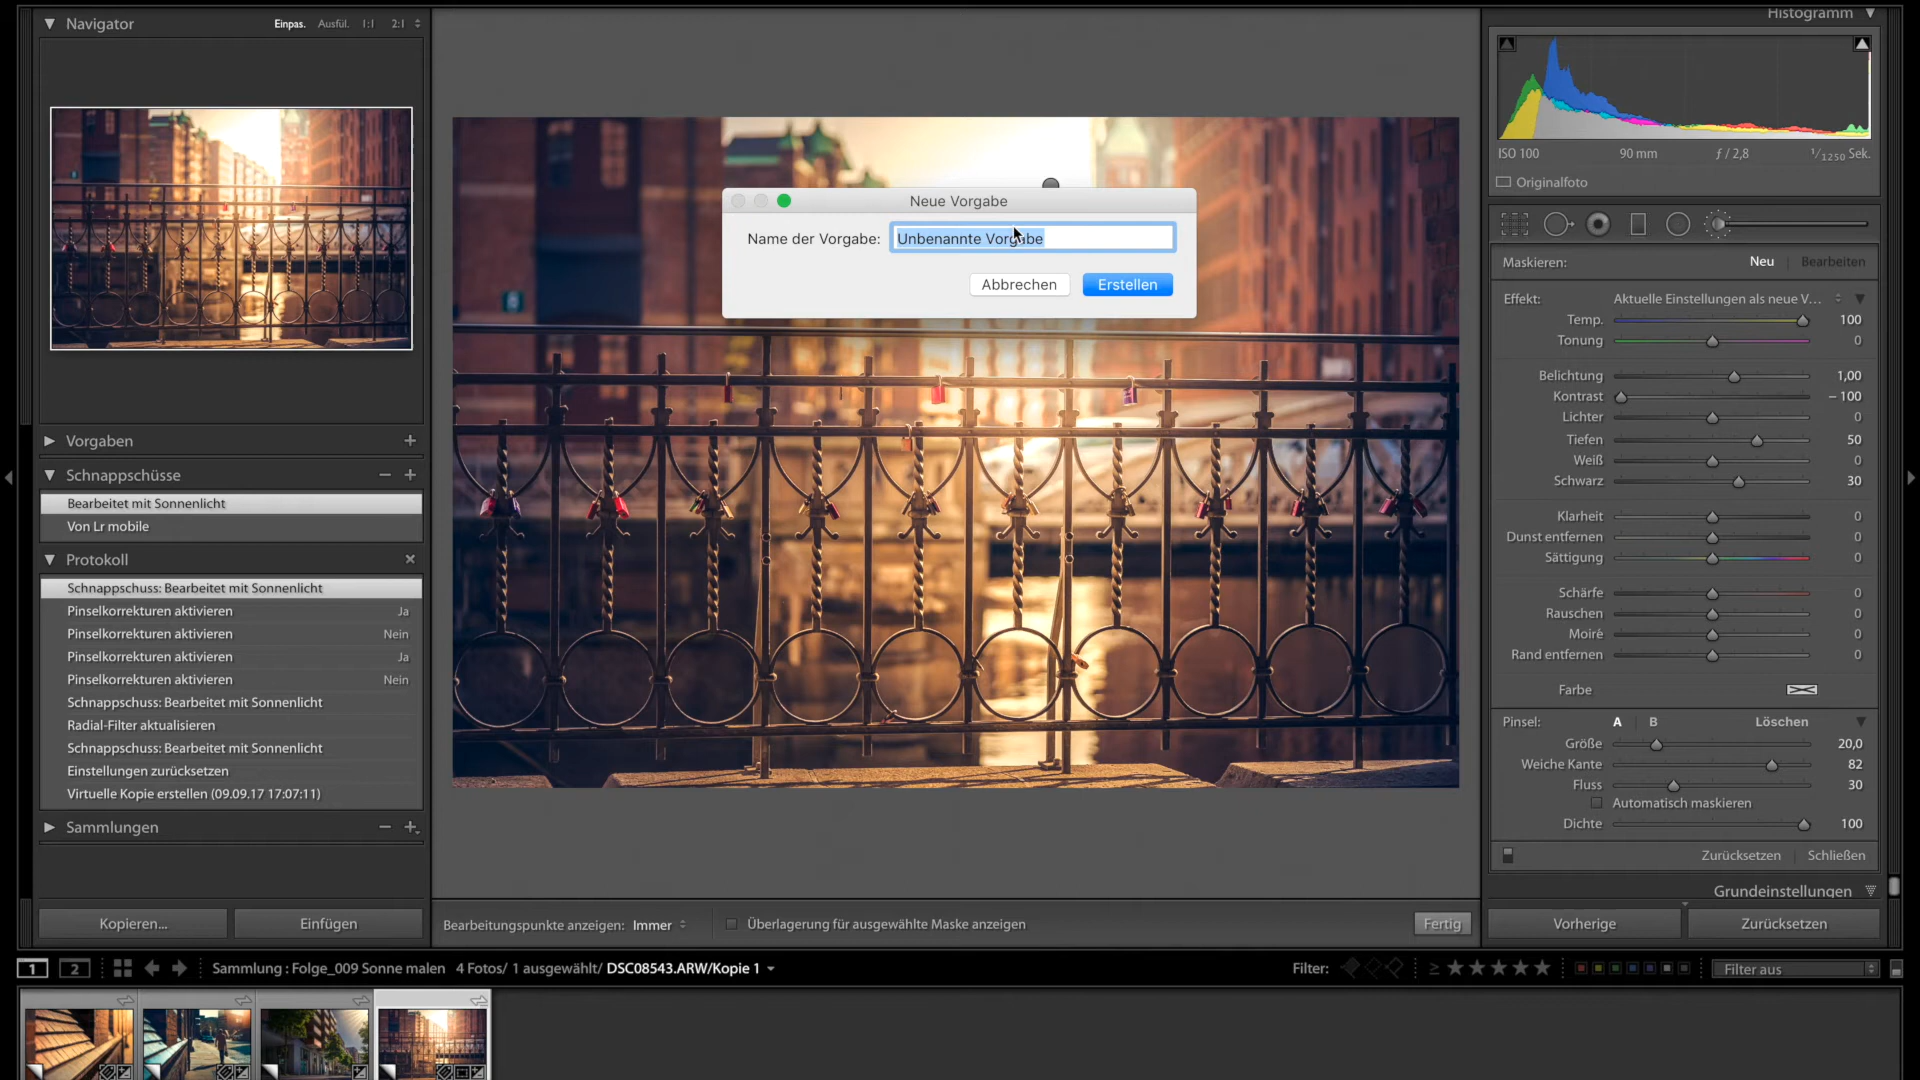 Navigator
Einpas. Ausfül. 1:1 2:1
Vorgaben
Schnappschüsse
Bearbeitet mit Sonnenlicht
Von Lr mobile
Protokoll
Schnappschuss: Bearbeitet mit Sonnenlicht
Pinselkorrekturen aktivieren Ja
Pinselkorrekturen aktivieren Nein
Pinselkorrekturen aktivieren Ja
Pinselkorrekturen aktivieren Nein
Schnappschuss: Bearbeitet mit Sonnenlicht
Radial-Filter aktualisieren
Schnappschuss: Bearbeitet mit Sonnenlicht
Einstellungen zurücksetzen
Virtuelle Kopie erstellen (09.09.17 17:07:11)
Sammlungen
Kopieren... Einfügen
Neue Vorgabe
Name der Vorgabe: Unbenannte Vorgabe
Abbrechen Erstellen
Bearbeitungspunkte anzeigen: Immer Überlagerung für ausgewählte Maske anzeigen Fertig
Histogramm
ISO 100 90 mm ƒ / 2,8 1/1250 Sek.
Originalfoto
Maskieren: Neu Bearbeiten
Effekt: Aktuelle Einstellungen als neue V...
Temp. 100
Tonung 0
Belichtung 1,00
Kontrast – 100
Lichter 0
Tiefen 50
Weiß 0
Schwarz 30
Klarheit 0
Dunst entfernen 0
Sättigung 0
Schärfe 0
Rauschen 0
Moiré 0
Rand entfernen 0
Farbe
Pinsel: A B Löschen
Größe 20,0
Weiche Kante 82
Fluss 30
Automatisch maskieren
Dichte 100
Zurücksetzen Schließen
Grundeinstellungen
Vorherige Zurücksetzen
1 2 Sammlung : Folge_009 Sonne malen 4 Fotos/ 1 ausgewählt/ DSC08543.ARW/Kopie 1 Filter: ≥ ★★★★★ Filter aus